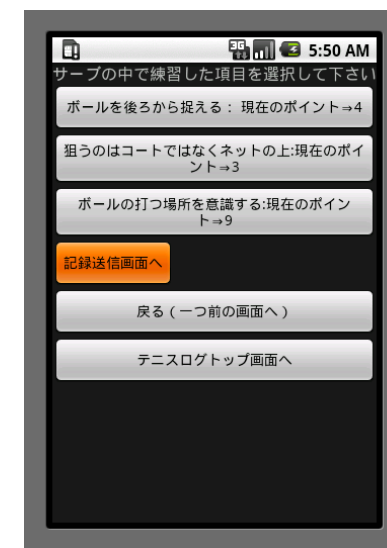 3G 5:50 AM
サーブの中で練習した項目を選択して下さい
ボールを後ろから捉える： 現在のポイント⇒4
狙うのはコートではなくネットの上:現在のポイ
ント⇒3
ボールの打つ場所を意識する:現在のポイン
ト⇒9
記録送信画面へ
戻る ( 一つ前の画面へ )
テニスログトップ画面へ